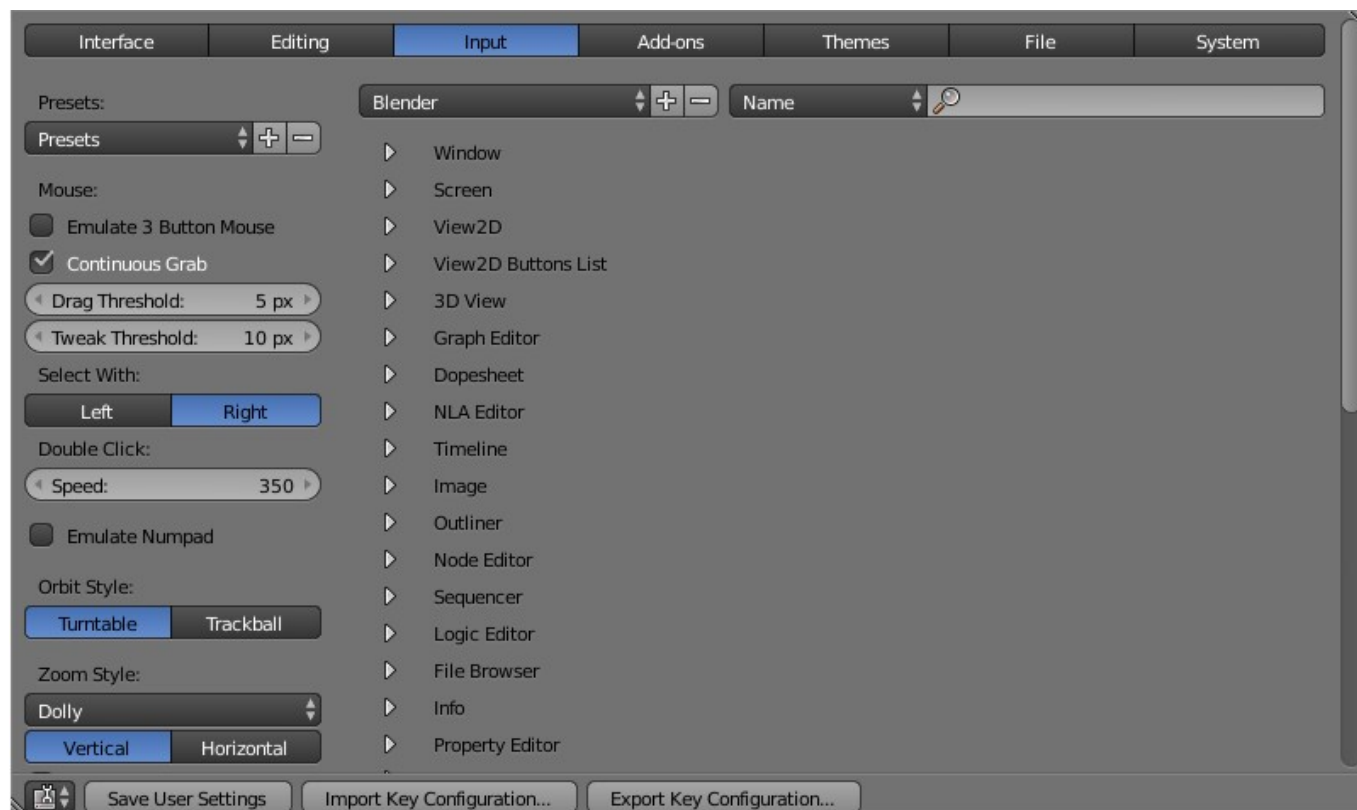 Interface Editing Input Add-ons Themes File System
Presets:
Presets
Mouse:
Emulate 3 Button Mouse
Continuous Grab
Drag Threshold: 5 px
Tweak Threshold: 10 px
Select With:
Left Right
Double Click:
Speed: 350
Emulate Numpad
Orbit Style:
Turntable Trackball
Zoom Style:
Dolly
Vertical Horizontal
Blender Name
Window
Screen
View2D
View2D Buttons List
3D View
Graph Editor
Dopesheet
NLA Editor
Timeline
Image
Outliner
Node Editor
Sequencer
Logic Editor
File Browser
Info
Property Editor
Save User Settings Import Key Configuration... Export Key Configuration...